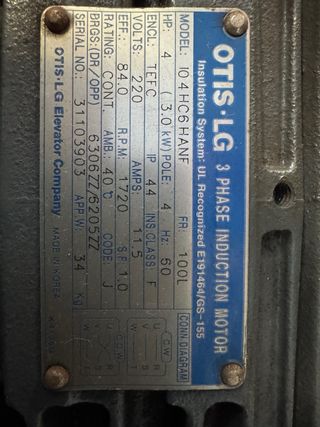 OTIS·LG 3 PHASE INDUCTION MOTOR
Insulation System: UL Recognized E191464/GS-155
MODEL: 104HC6HANF FR. 100L CONN DIAGRAM
HP: 4 (3.0 kW) POLE: 4 Hz: 50
ENCL: TEFC IP 44 INS.CLASS: F
VOLTS: 220 AMPS: 11.5
EFF: 84.0 R.P.M: 1720 S.F: 1.0
RATING: CONT. AMB.: 40℃ CODE: J
BRGS(DR/OPP) 6306ZZ/6205ZZ
SERIAL NO: 31103903 APP.W. 34 Kg
OTIS·LG Elevator Company MADE IN KOREA
C.W
U V W
R S T
C.C.W